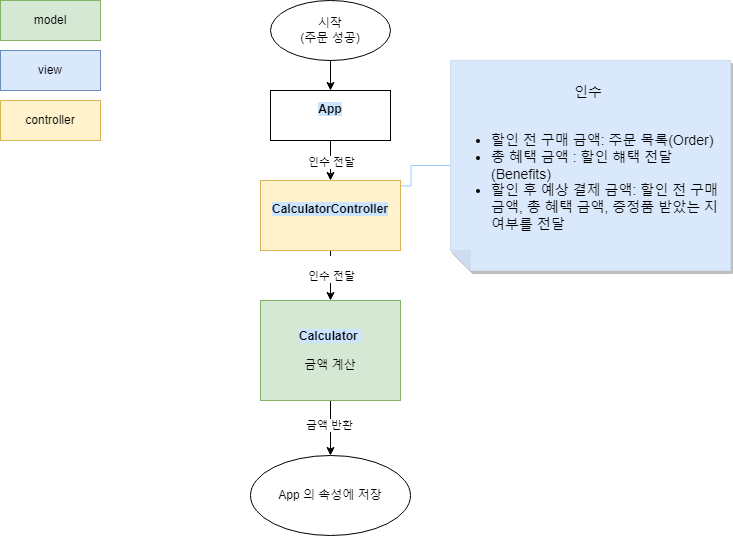 model
view
controller
시작
(주문 성공)
App
인수 전달
CalculatorController
인수 전달
Calculator
금액 계산
금액 반환
App 의 속성에 저장
인수
• 할인 전 구매 금액: 주문 목록(Order)
• 총 혜택 금액 : 할인 해택 전달
(Benefits)
• 할인 후 예상 결제 금액: 할인 전 구매
금액, 총 혜택 금액, 증정품 받았는 지
여부를 전달